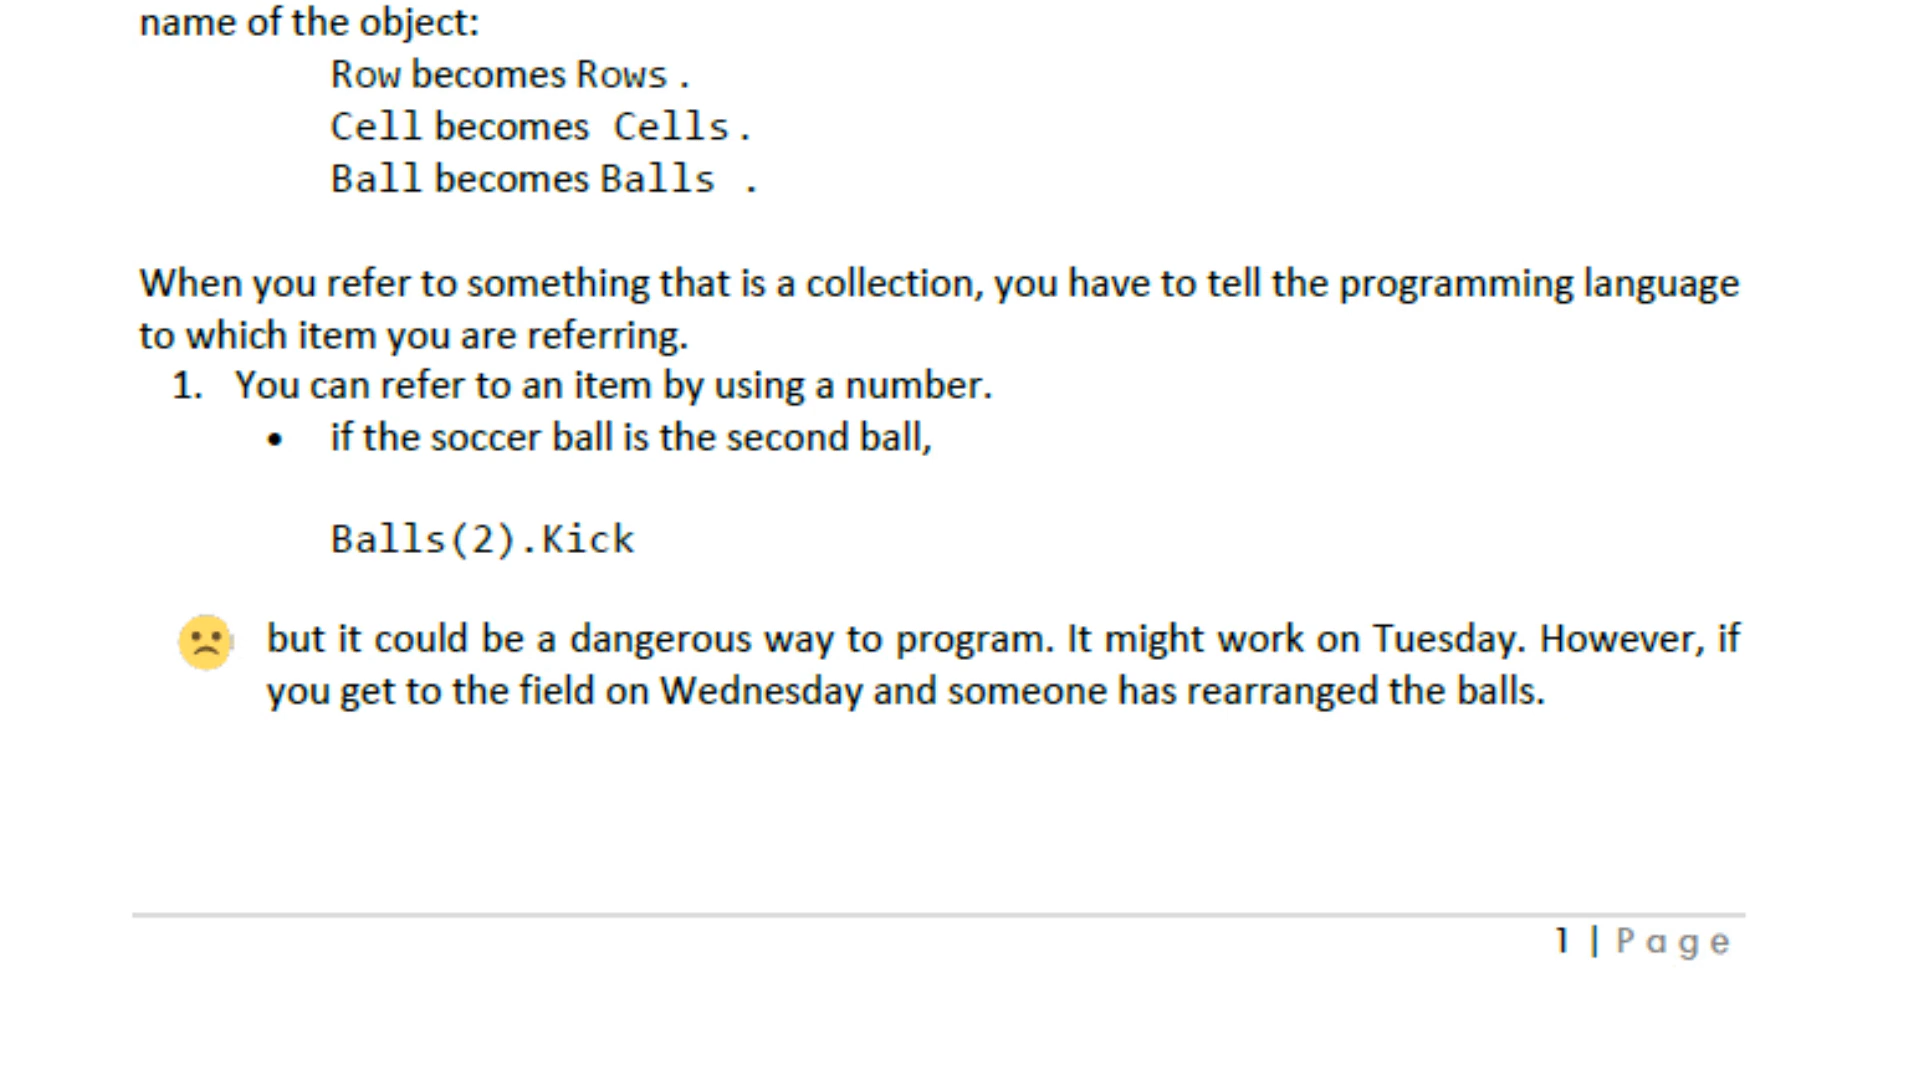 name of the object:
Row becomes Rows .
Cell becomes Cells.
Ball becomes Balls .
When you refer to something that is a collection, you have to tell the programming language
to which item you are referring.
1. You can refer to an item by using a number.
• if the soccer ball is the second ball,
Balls(2).Kick
but it could be a dangerous way to program. It might work on Tuesday. However, if
you get to the field on Wednesday and someone has rearranged the balls.
1 | Page